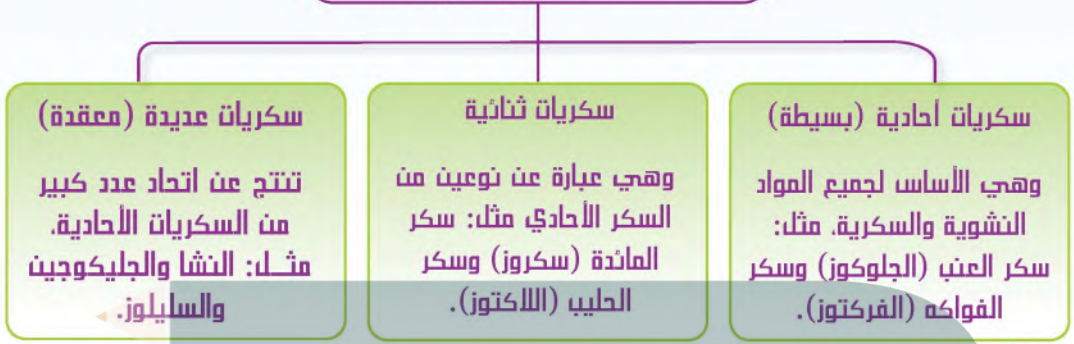 سكريات أحادية (بسيطة)
وهي الأساس لجميع المواد
النشوية والسكرية، مثل:
سكر العنب (الجلوكوز) وسكر
الفواكه (الفركتوز).
سكريات ثنائية
وهي عبارة عن نوعين من
السكر الأحادي مثل: سكر
المائدة (سكروز) وسكر
الحليب (اللاكتوز).
سكريات عديدة (معقدة)
تنتج عن اتحاد عدد كبير
من السكريات الأحادية،
مثـل: النشا والجليكوجين
والسليلوز.